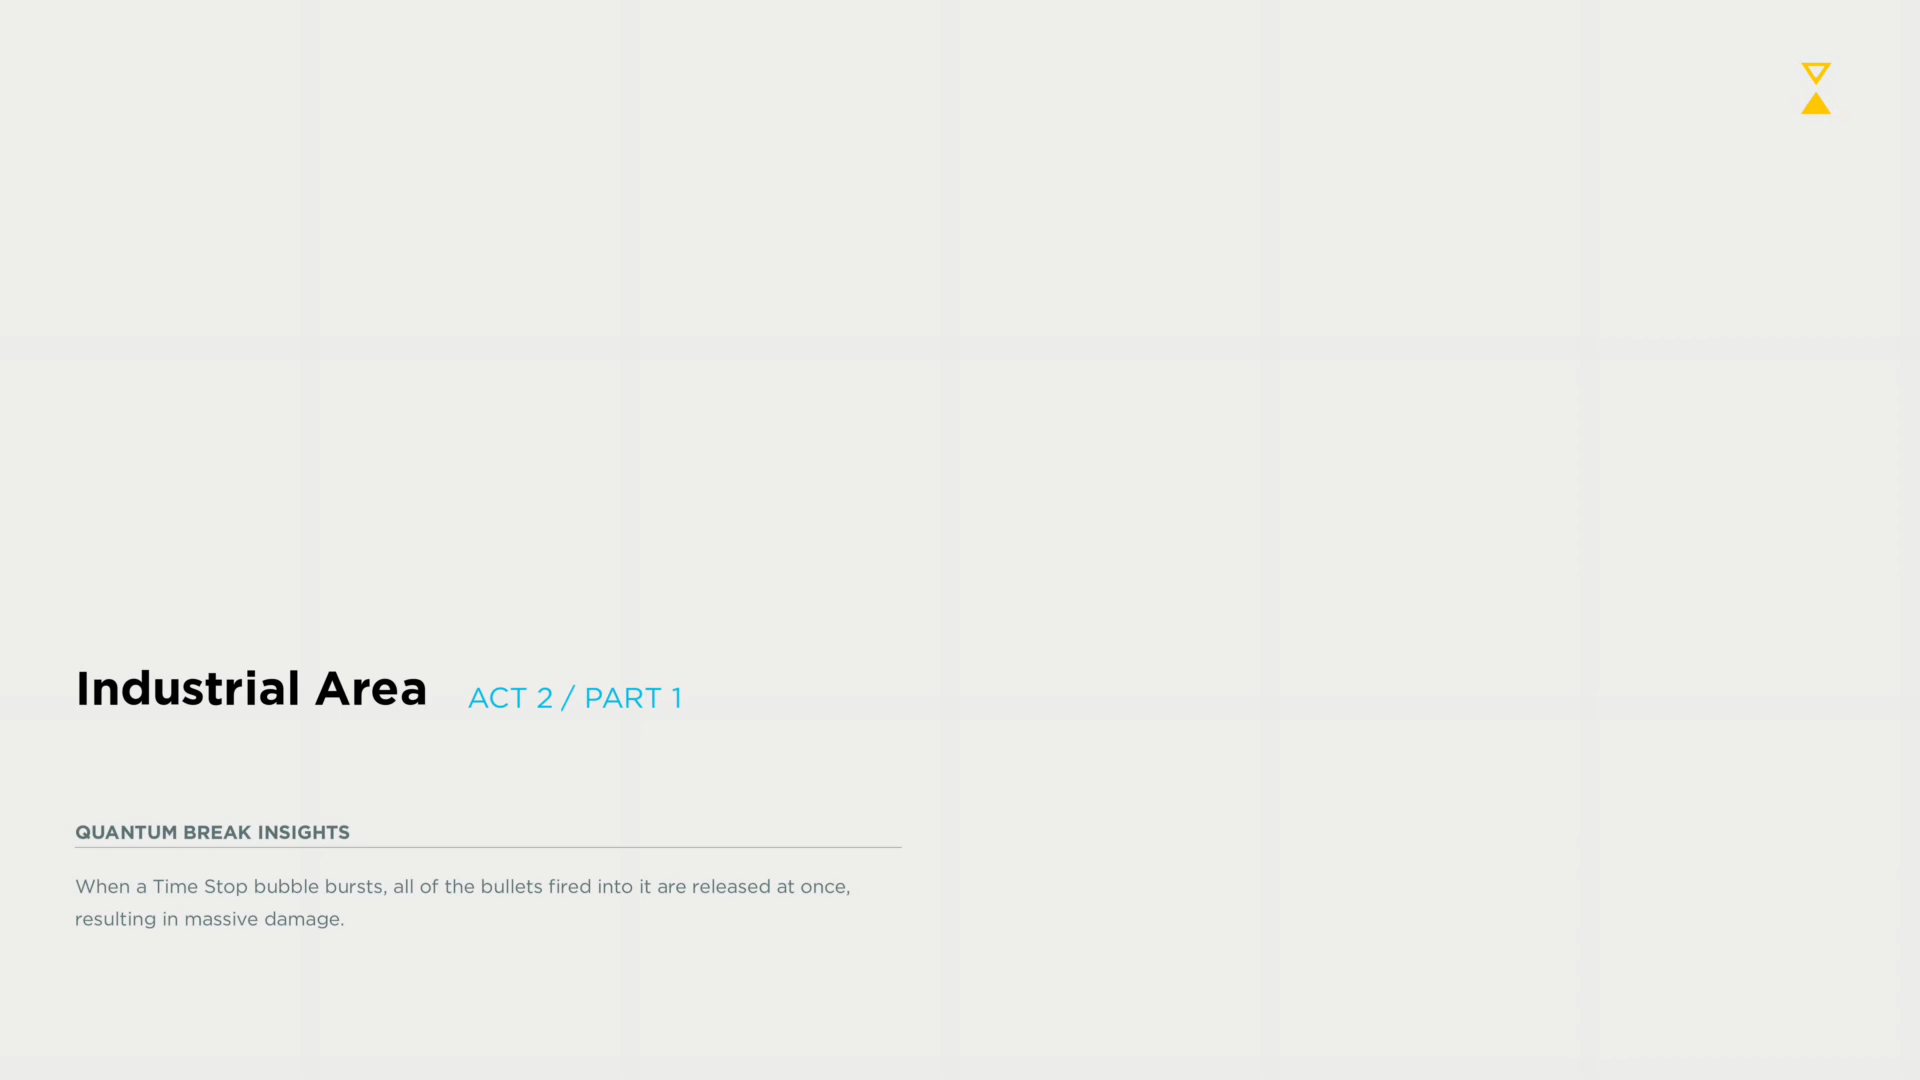 Industrial Area ACT 2 / PART 1
QUANTUM BREAK INSIGHTS
When a Time Stop bubble bursts, all of the bullets fired into it are released at once,
resulting in massive damage.